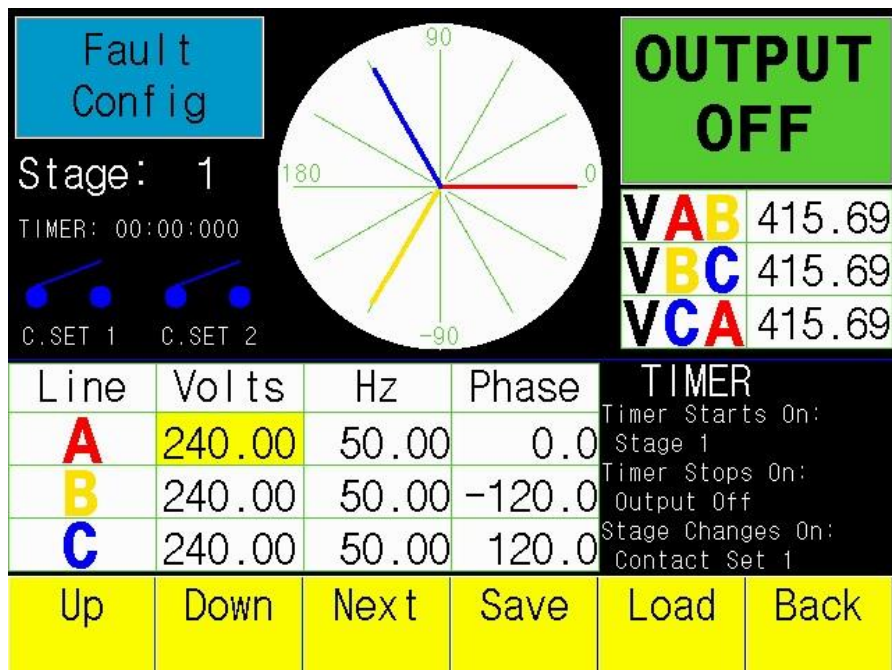 Fault
Config
90
OUTPUT
OFF
Stage: 1
180
0
TIMER: 00:00:000
VAB 415.69
VBC 415.69
VCA 415.69
C.SET 1
C.SET 2
-90
Line Volts Hz Phase
A 240.00 50.00 0.0
B 240.00 50.00 -120.0
C 240.00 50.00 120.0
TIMER
Timer Starts On:
Stage 1
Timer Stops On:
Output Off
Stage Changes On:
Contact Set 1
Up Down Next Save Load Back